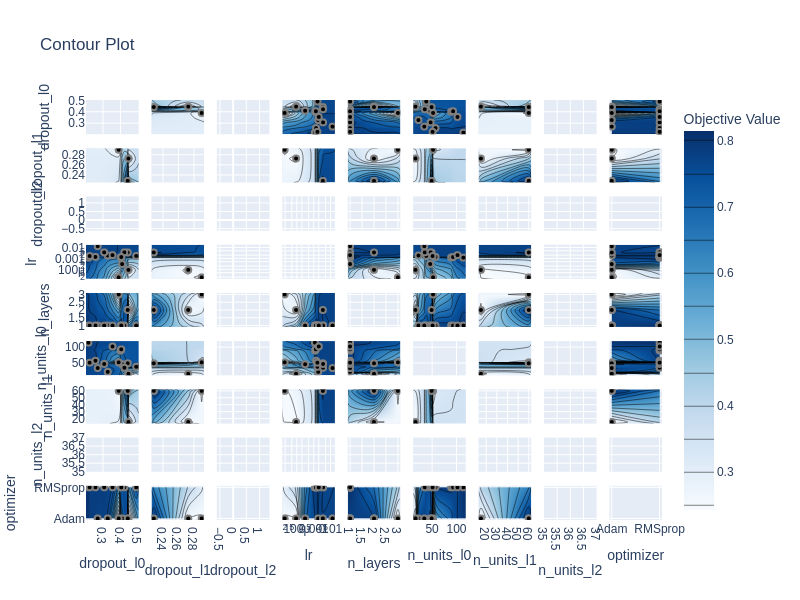 Contour Plot
Objective Value
0.8
0.7
0.6
0.5
0.4
0.3
dropout_l0
0.5
0.4
0.3
dropout_l1
0.28
0.26
0.24
dropout_l2
1
0.5
0
−0.5
lr
0.01
0.001
n_layers
3
2.5
1.5
1
n_units_l0
100
50
n_units_l1
60
50
40
30
20
n_units_l2
37
36.5
36
35.5
35
optimizer
RMSprop
Adam
0.3 0.4 0.5
0.24 0.26 0.28
−0.5 0 0.5 1
1 2 2.5 3
50 100
20 30 40 50 60
35 35.5 36 36.5 37
Adam RMSprop
dropout_l0 dropout_l1 dropout_l2 lr n_layers n_units_l0 n_units_l1 n_units_l2 optimizer